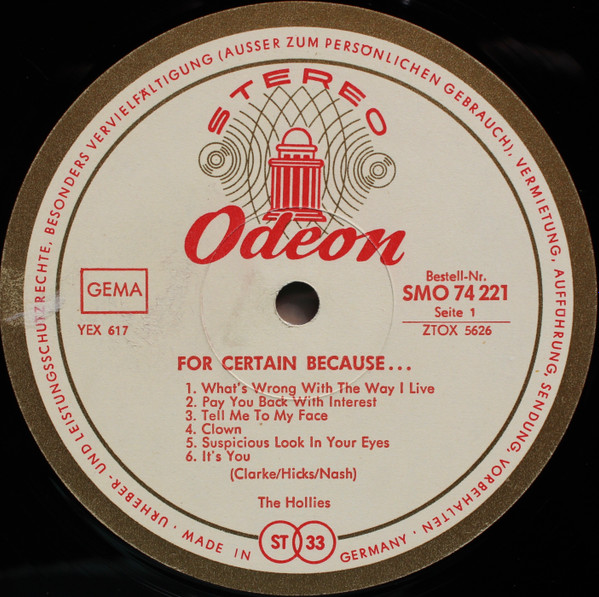 URHEBER- UND LEISTUNGSSCHUTZRECHTE, BESONDERS VERVIELFÄLTIGUNG (AUSSER ZUM PERSÖNLICHEN GEBRAUCH), VERMIETUNG, AUFFÜHRUNG, SENDUNG, VORBEHALTEN · MADE IN GERMANY ·
STEREO
Odeon
GEMA
YEX 617
Bestell-Nr.
SMO 74 221
Seite 1
ZTOX 5626
FOR CERTAIN BECAUSE...
1. What's Wrong With The Way I Live
2. Pay You Back With Interest
3. Tell Me To My Face
4. Clown
5. Suspicious Look In Your Eyes
6. It's You
(Clarke/Hicks/Nash)
The Hollies
ST 33